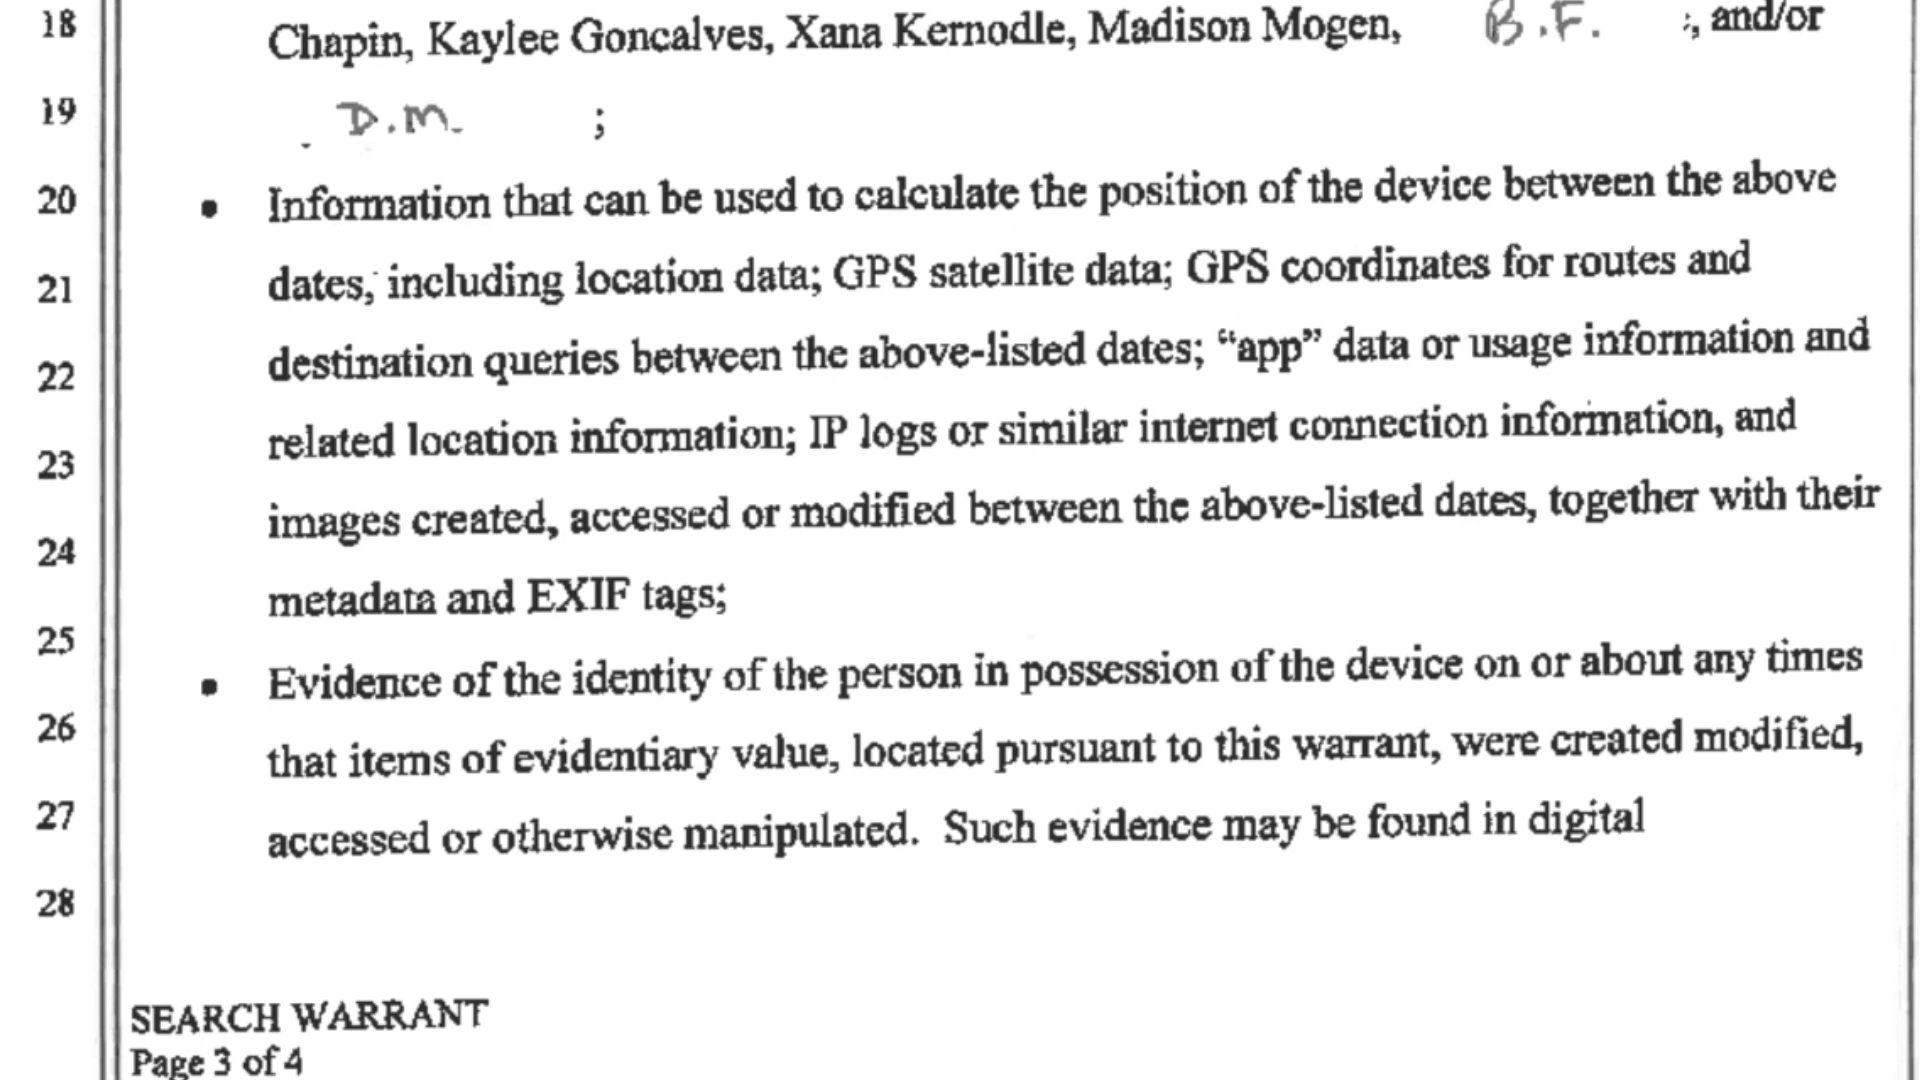 18 Chapin, Kaylee Goncalves, Xana Kernodle, Madison Mogen, B.F. ;, and/or
19 D.M. ;
20 • Information that can be used to calculate the position of the device between the above
21 dates, including location data; GPS satellite data; GPS coordinates for routes and
22 destination queries between the above-listed dates; “app” data or usage information and
23 related location information; IP logs or similar internet connection information, and
24 images created, accessed or modified between the above-listed dates, together with their
metadata and EXIF tags;
25 • Evidence of the identity of the person in possession of the device on or about any times
26 that items of evidentiary value, located pursuant to this warrant, were created modified,
27 accessed or otherwise manipulated. Such evidence may be found in digital
28
SEARCH WARRANT
Page 3 of 4